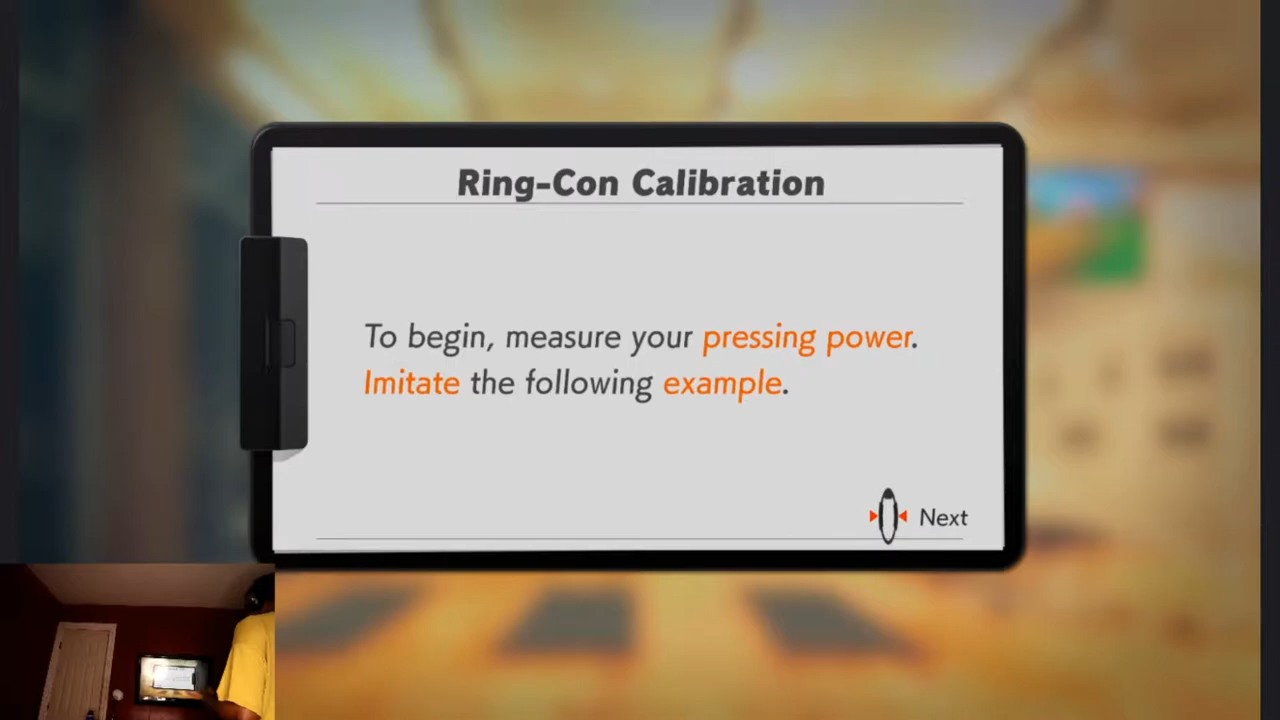 Ring-Con Calibration
To begin, measure your pressing power.
Imitate the following example.
Next